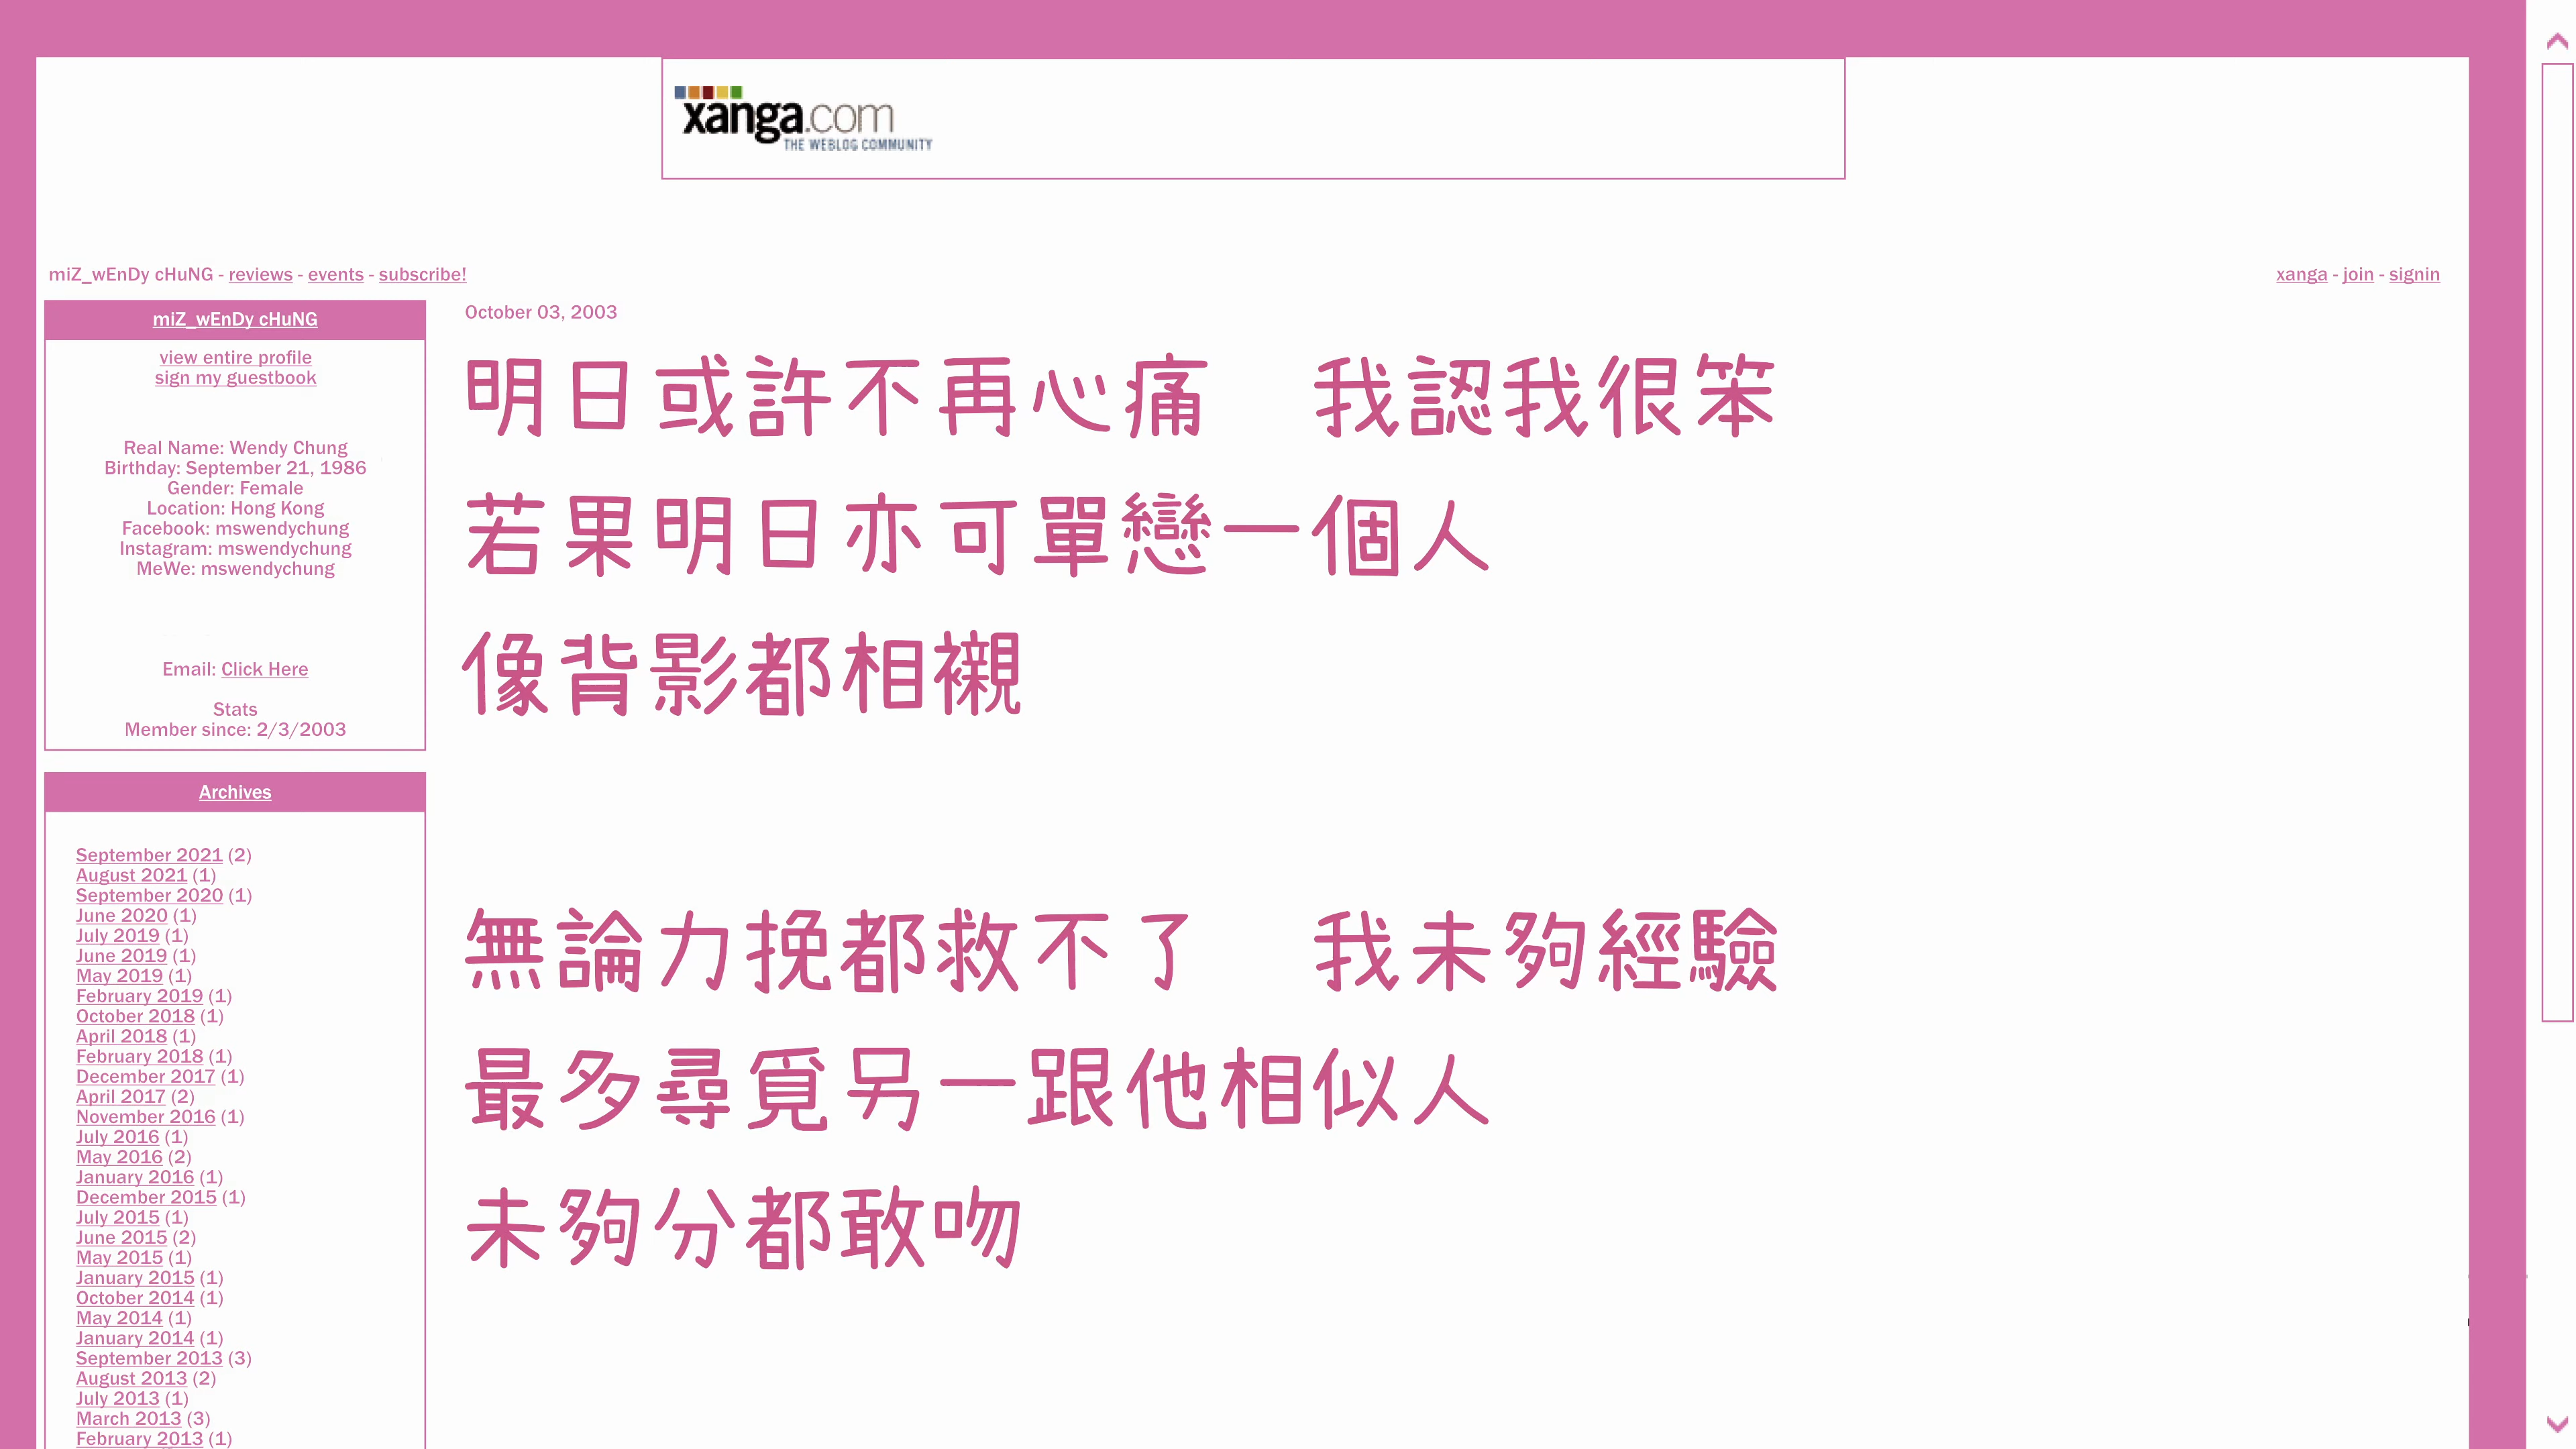 xanga.com
THE WEBLOG COMMUNITY
miZ_wEnDy cHuNG - reviews - events - subscribe!
xanga - join - signin
miZ_wEnDy cHuNG
view entire profile
sign my guestbook
Real Name: Wendy Chung
Birthday: September 21, 1986
Gender: Female
Location: Hong Kong
Facebook: mswendychung
Instagram: mswendychung
MeWe: mswendychung
Email: Click Here
Stats
Member since: 2/3/2003
Archives
September 2021 (2)
August 2021 (1)
September 2020 (1)
June 2020 (1)
July 2019 (1)
June 2019 (1)
May 2019 (1)
February 2019 (1)
October 2018 (1)
April 2018 (1)
February 2018 (1)
December 2017 (1)
April 2017 (2)
November 2016 (1)
July 2016 (1)
May 2016 (2)
January 2016 (1)
December 2015 (1)
July 2015 (1)
June 2015 (2)
May 2015 (1)
January 2015 (1)
October 2014 (1)
May 2014 (1)
January 2014 (1)
September 2013 (3)
August 2013 (2)
July 2013 (1)
March 2013 (3)
February 2013 (1)
October 03, 2003
明日或許不再心痛　我認我很笨
若果明日亦可單戀一個人
像背影都相襯
無論力挽都救不了　我未夠經驗
最多尋覓另一跟他相似人
未夠分都敢吻